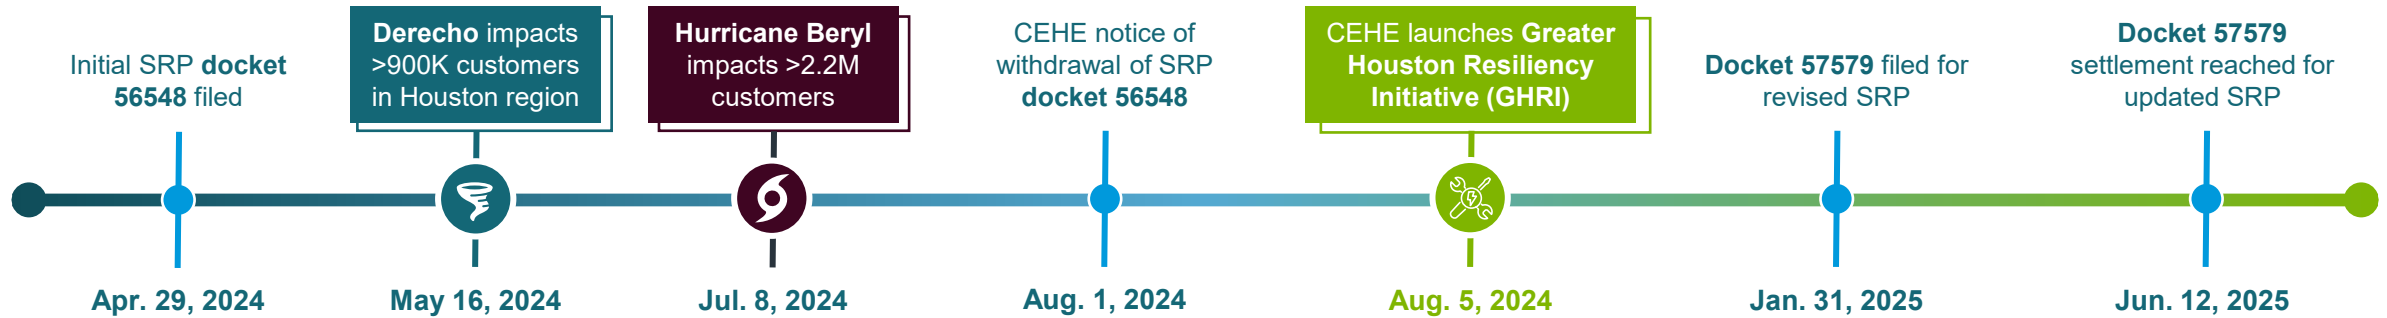 Initial SRP docket
56548 filed
Apr. 29, 2024
Derecho impacts
>900K customers
in Houston region
May 16, 2024
Hurricane Beryl
impacts >2.2M
customers
Jul. 8, 2024
CEHE notice of
withdrawal of SRP
docket 56548
Aug. 1, 2024
CEHE launches Greater
Houston Resiliency
Initiative (GHRI)
Aug. 5, 2024
Docket 57579 filed for
revised SRP
Jan. 31, 2025
Docket 57579
settlement reached for
updated SRP
Jun. 12, 2025